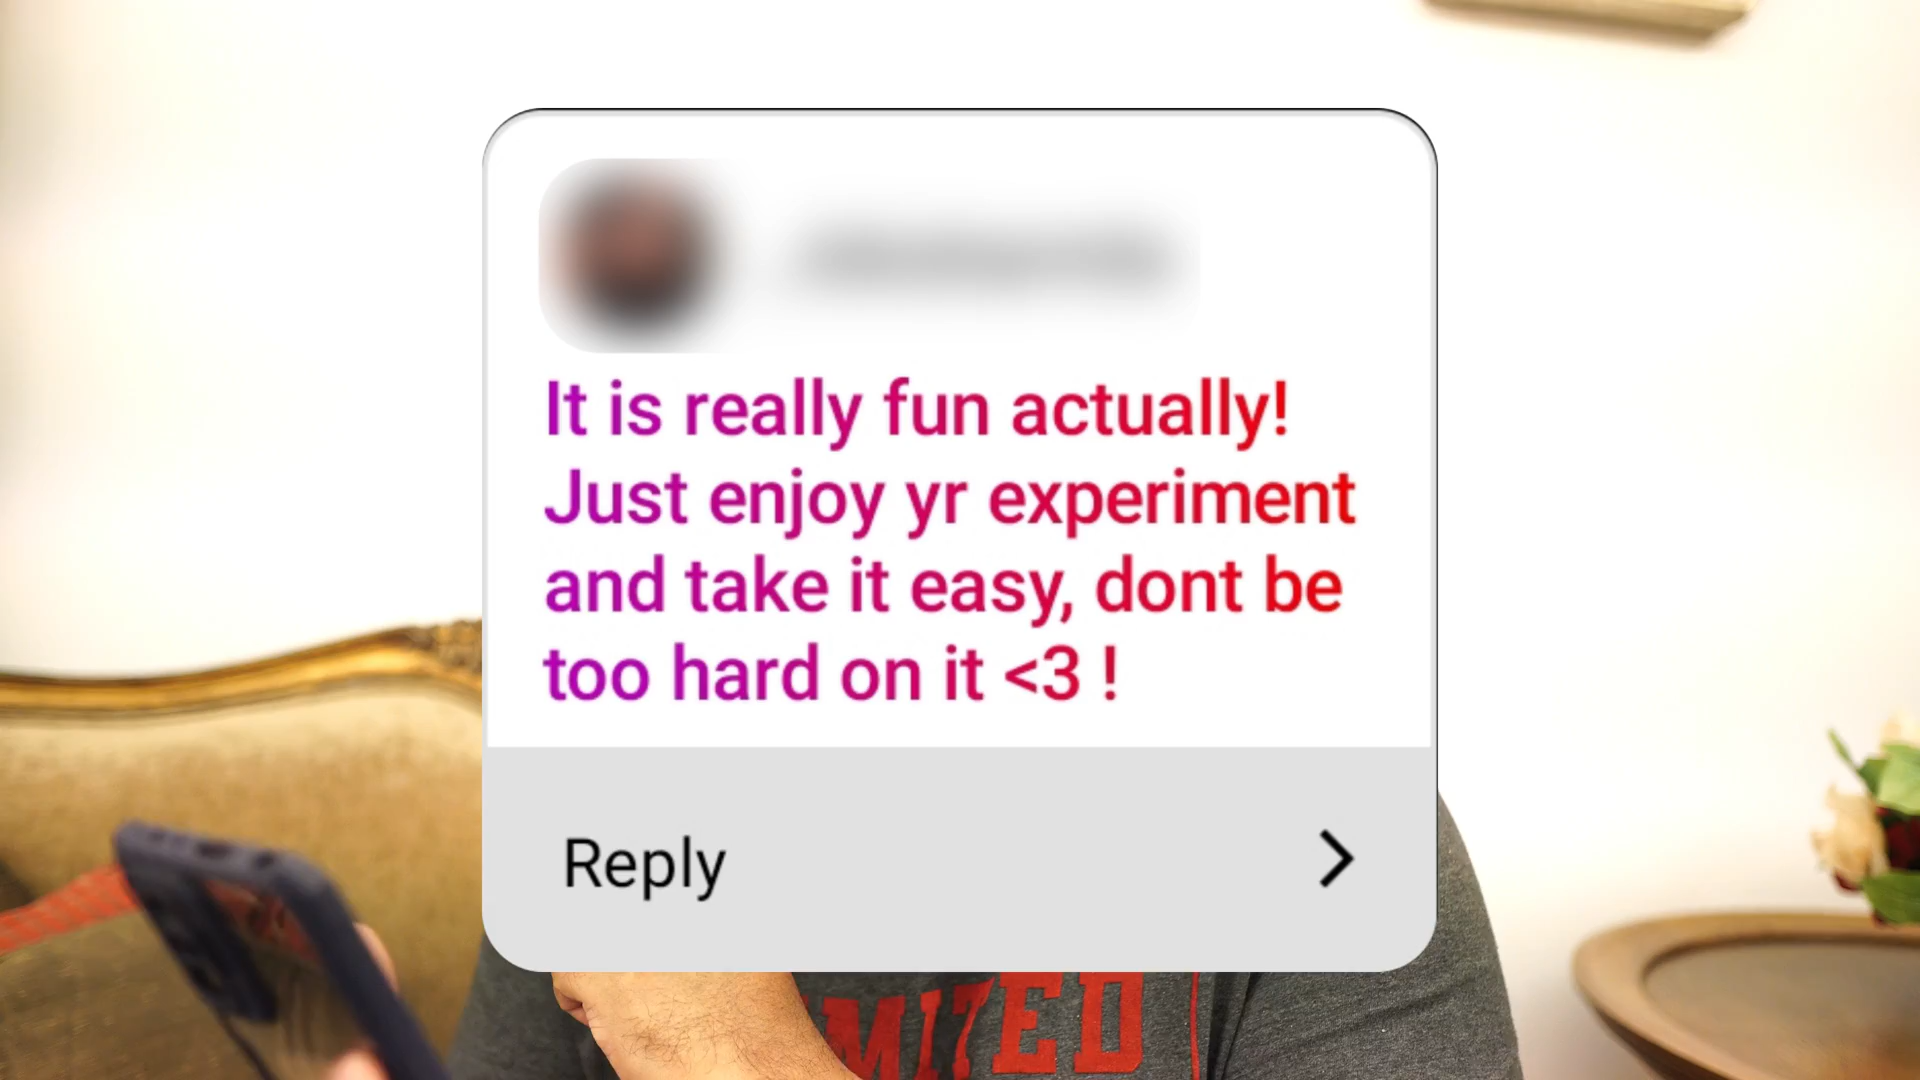 It is really fun actually!
Just enjoy yr experiment
and take it easy, dont be
too hard on it <3 !
Reply